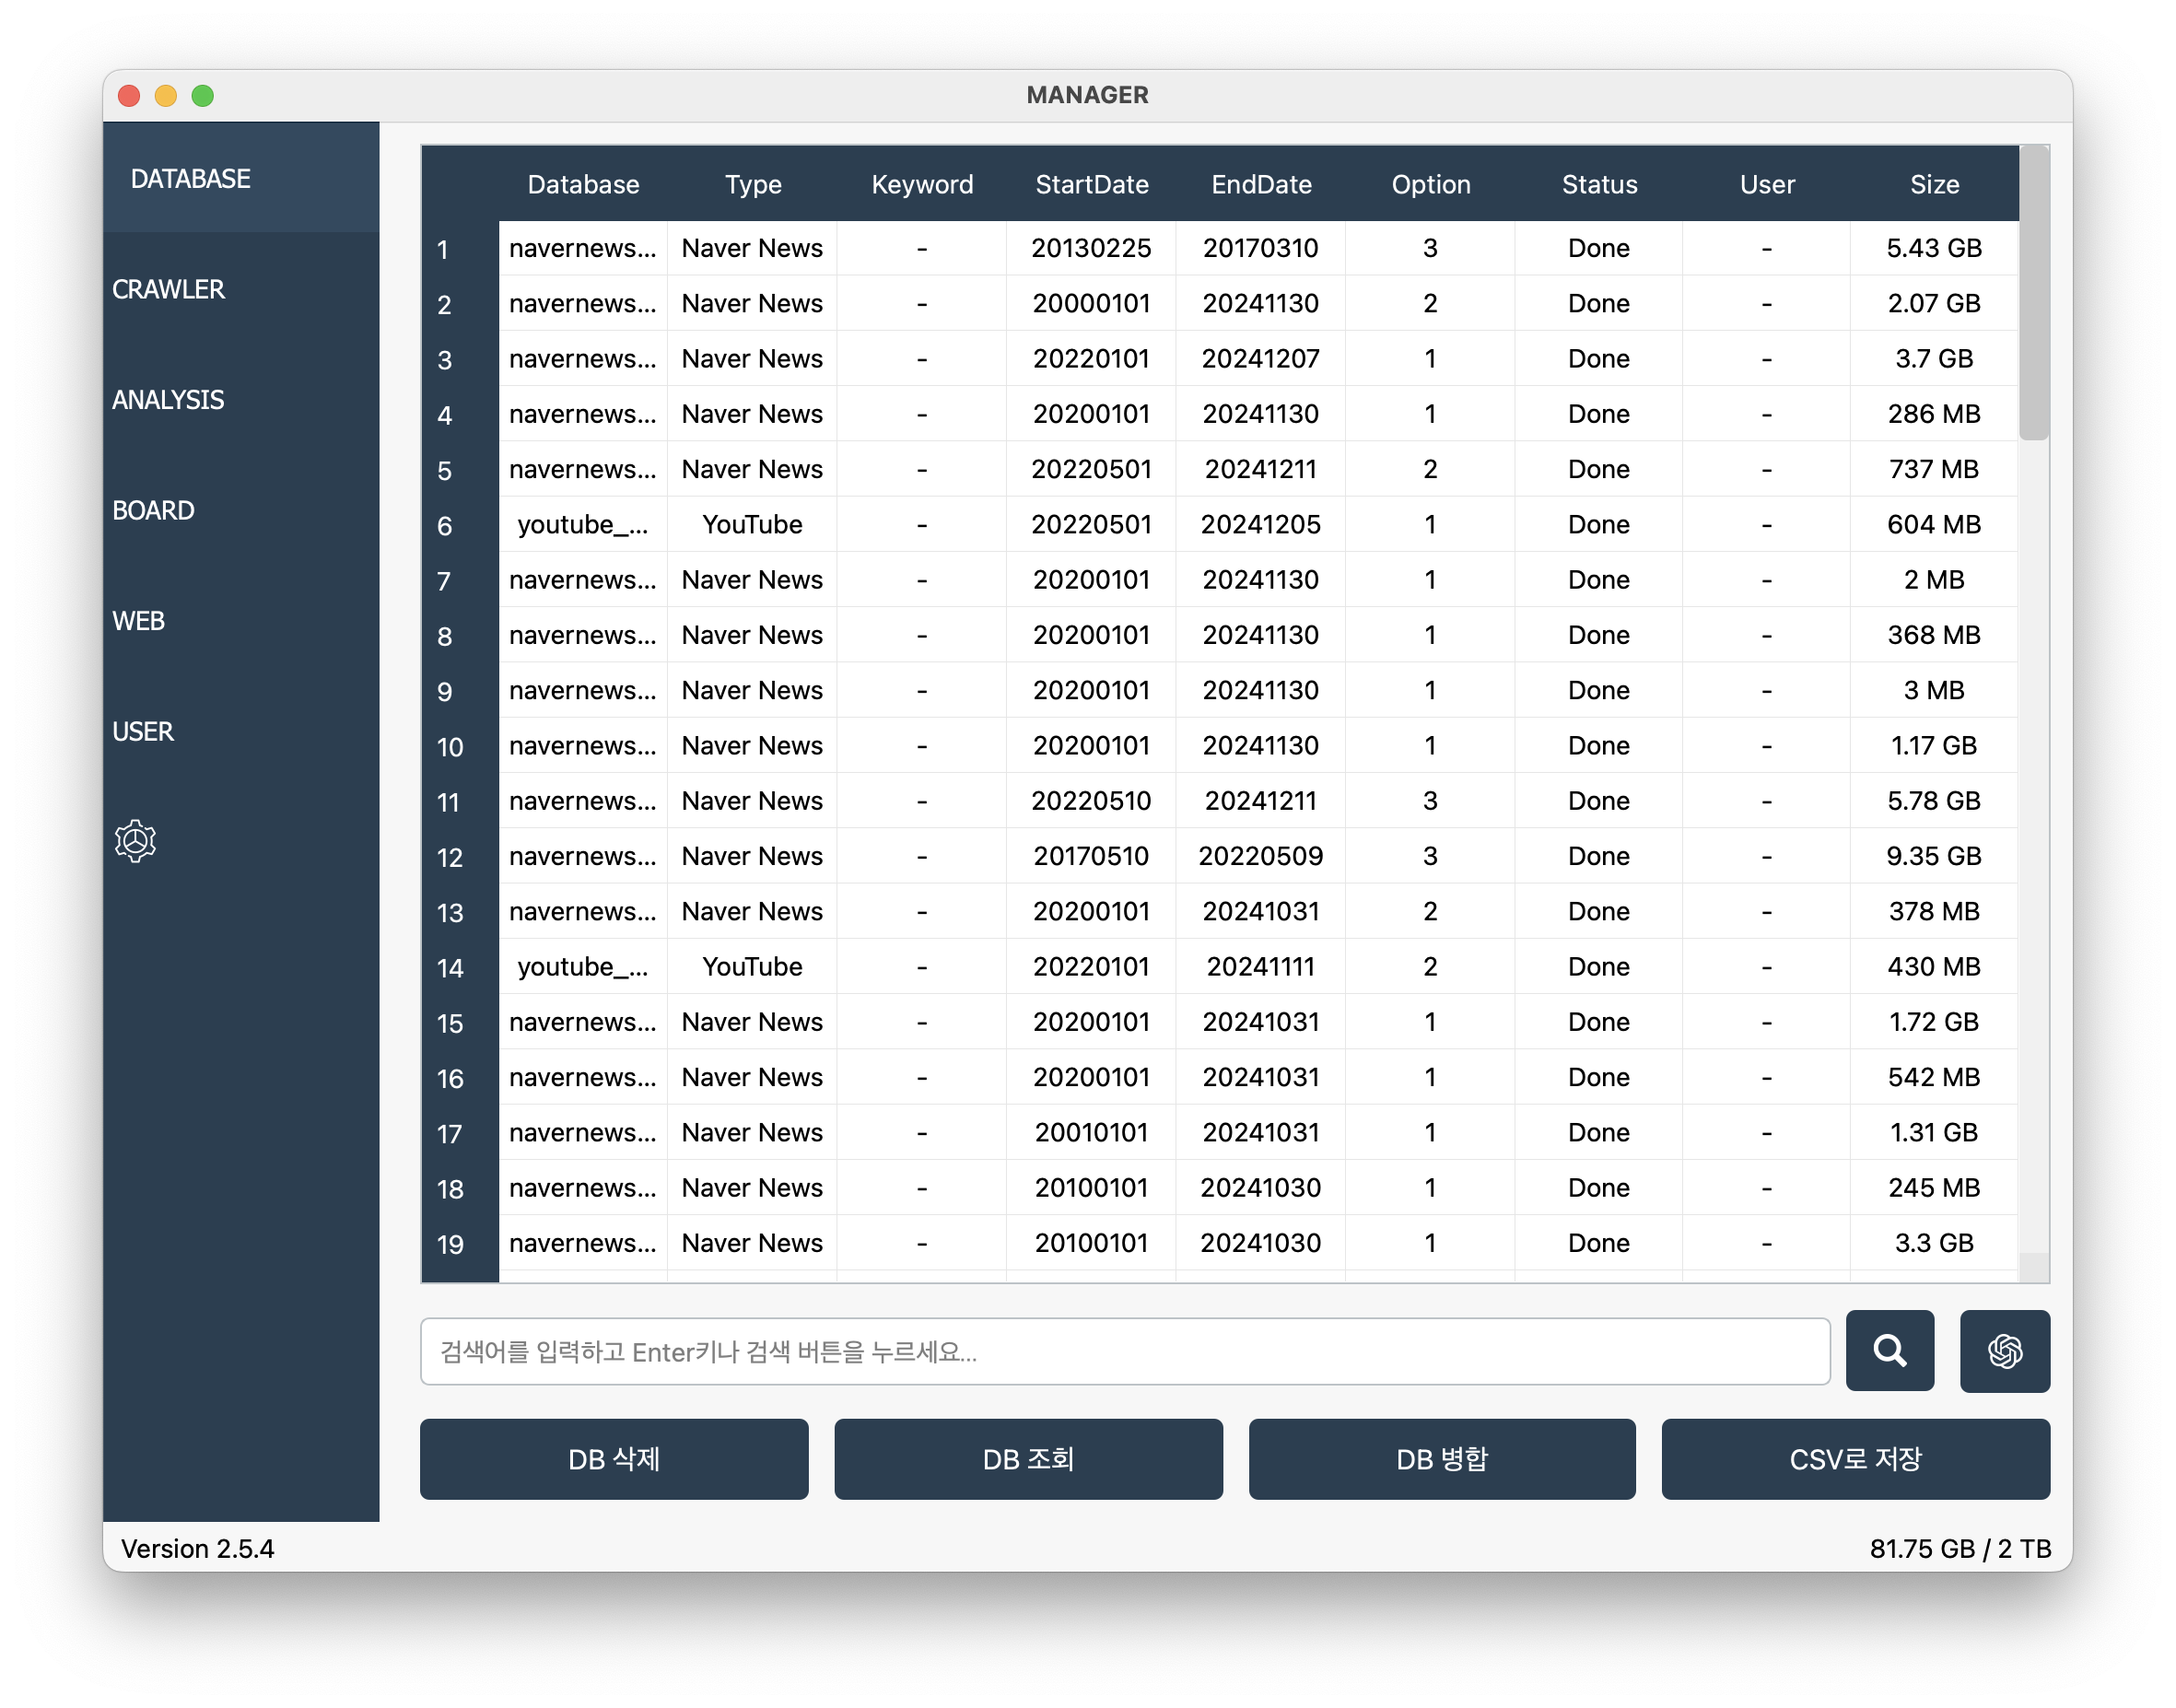 MANAGER
DATABASE
CRAWLER
ANALYSIS
BOARD
WEB
USER
Database Type Keyword StartDate EndDate Option Status User Size
1 navernews... Naver News - 20130225 20170310 3 Done - 5.43 GB
2 navernews... Naver News - 20000101 20241130 2 Done - 2.07 GB
3 navernews... Naver News - 20220101 20241207 1 Done - 3.7 GB
4 navernews... Naver News - 20200101 20241130 1 Done - 286 MB
5 navernews... Naver News - 20220501 20241211 2 Done - 737 MB
6 youtube_... YouTube - 20220501 20241205 1 Done - 604 MB
7 navernews... Naver News - 20200101 20241130 1 Done - 2 MB
8 navernews... Naver News - 20200101 20241130 1 Done - 368 MB
9 navernews... Naver News - 20200101 20241130 1 Done - 3 MB
10 navernews... Naver News - 20200101 20241130 1 Done - 1.17 GB
11 navernews... Naver News - 20220510 20241211 3 Done - 5.78 GB
12 navernews... Naver News - 20170510 20220509 3 Done - 9.35 GB
13 navernews... Naver News - 20200101 20241031 2 Done - 378 MB
14 youtube_... YouTube - 20220101 20241111 2 Done - 430 MB
15 navernews... Naver News - 20200101 20241031 1 Done - 1.72 GB
16 navernews... Naver News - 20200101 20241031 1 Done - 542 MB
17 navernews... Naver News - 20010101 20241031 1 Done - 1.31 GB
18 navernews... Naver News - 20100101 20241030 1 Done - 245 MB
19 navernews... Naver News - 20100101 20241030 1 Done - 3.3 GB
검색어를 입력하고 Enter키나 검색 버튼을 누르세요...
DB 삭제 DB 조회 DB 병합 CSV로 저장
Version 2.5.4 81.75 GB / 2 TB